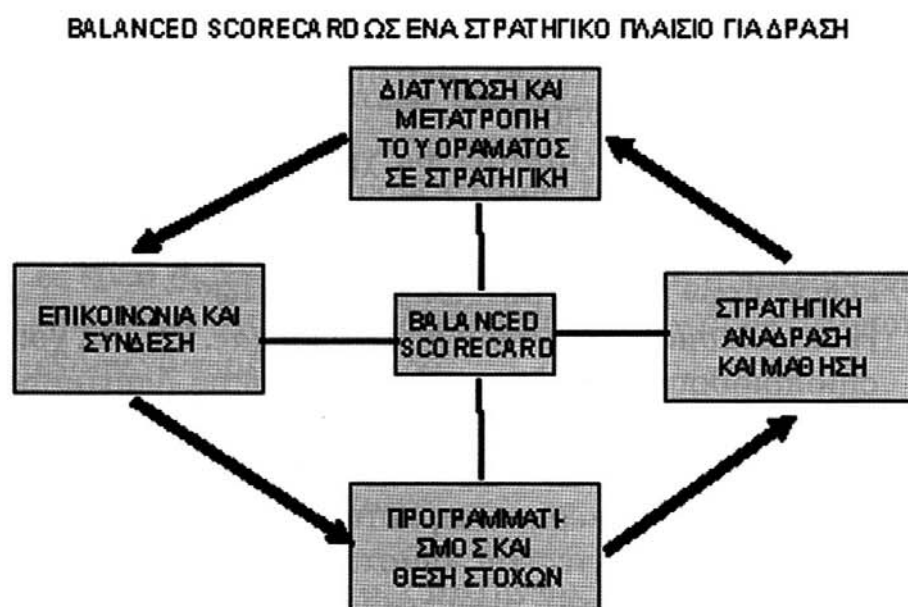 BALANCED SCORECARD ΩΣ ΕΝΑ ΣΤΡΑΤΗΓΙΚΟ ΠΛΑΙΣΙΟ ΓΙΑ ΔΡΑΣΗ
ΔΙΑΤΥΠΩΣΗ ΚΑΙ
ΜΕΤΑΤΡΟΠΗ
ΤΟΥ ΟΡΑΜΑΤΟΣ
ΣΕ ΣΤΡΑΤΗΓΙΚΗ
ΕΠΙΚΟΙΝΩΝΙΑ ΚΑΙ
ΣΥΝΔΕΣΗ
BALANCED
SCORECARD
ΣΤΡΑΤΗΓΙΚΗ
ΑΝΑΔΡΑΣΗ
ΚΑΙ ΜΑΘΗΣΗ
ΠΡΟΓΡΑΜΜΑΤΙ-
ΣΜΟΣ ΚΑΙ
ΘΕΣΗ ΣΤΟΧΩΝ